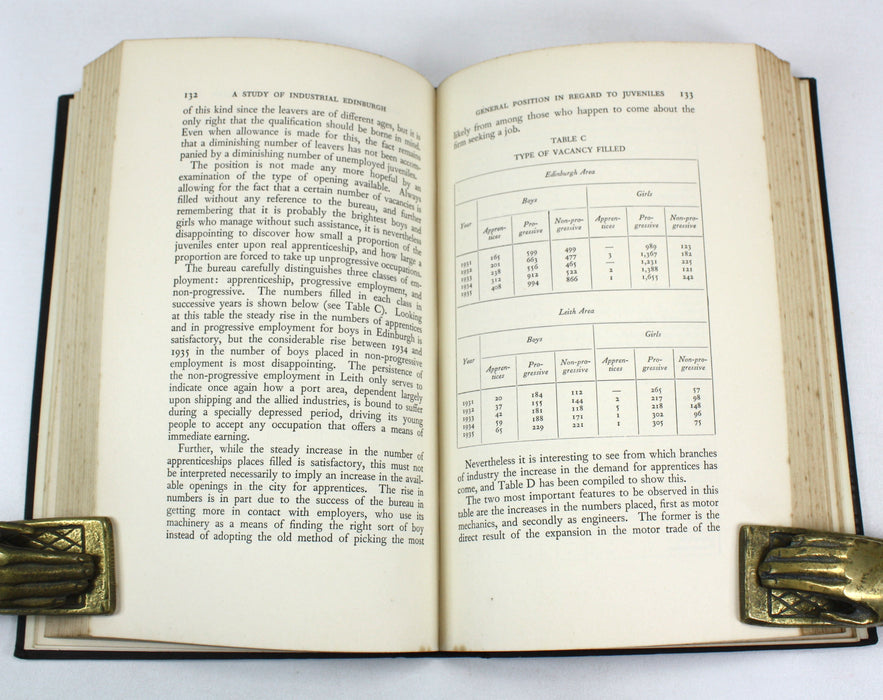 132 A STUDY OF INDUSTRIAL EDINBURGH
of this kind since the leavers are of different ages, but it is
only right that the qualification should be borne in mind.
Even when allowance is made for this, the fact remains
that a diminishing number of leavers has not been accom-
panied by a diminishing number of unemployed juveniles.
The position is not made any more hopeful by an
examination of the type of opening available. Always
allowing for the fact that a certain number of vacancies is
filled without any reference to the bureau, and further
remembering that it is probably the brightest boys and
girls who manage without such assistance, it is nevertheless
disappointing to discover how small a proportion of the
juveniles enter upon real apprenticeship, and how large a
proportion are forced to take up unprogressive occupations.
The bureau carefully distinguishes three classes of em-
ployment: apprenticeship, progressive employment, and
non-progressive. The numbers filled in each class in
successive years is shown below (see Table C). Looking
at this table the steady rise in the numbers of apprentices
and in progressive employment for boys in Edinburgh is
satisfactory, but the considerable rise between 1934 and
1935 in the number of boys placed in non-progressive
employment is most disappointing. The persistence of
the non-progressive employment in Leith only serves to
indicate once again how a port area, dependent largely
upon shipping and the allied industries, is bound to suffer
during a specially depressed period, driving its young
people to accept any occupation that offers a means of
immediate earning.
Further, while the steady increase in the number of
apprenticeships places filled is satisfactory, this must not
be interpreted necessarily to imply an increase in the avail-
able openings in the city for apprentices. The rise in
numbers is in part due to the success of the bureau in
getting more in contact with employers, who use its
machinery as a means of finding the right sort of boy
instead of adopting the old method of picking the most
GENERAL POSITION IN REGARD TO JUVENILES 133
likely from among those who happen to come about the
firm seeking a job.
TABLE C
TYPE OF VACANCY FILLED
Edinburgh Area
Boys Girls
Year Appren- Pro- Non-pro- Appren- Pro- Non-pro-
tices gressive gressive tices gressive gressive
1931 165 599 499 — 989 123
1932 201 663 477 3 1,367 182
1933 238 556 465 — 1,231 225
1934 312 912 522 2 1,388 121
1935 408 994 866 1 1,655 242
Leith Area
Boys Girls
Year Appren- Pro- Non-pro- Appren- Pro- Non-pro-
tices gressive gressive tices gressive gressive
1931 20 184 112 — 265 57
1932 37 155 144 2 217 98
1933 42 181 118 5 218 148
1934 59 188 171 1 302 96
1935 65 229 221 1 305 75
Nevertheless it is interesting to see from which branches
of industry the increase in the demand for apprentices has
come, and Table D has been compiled to show this.
The two most important features to be observed in this
table are the increases in the numbers placed, first as motor
mechanics, and secondly as engineers. The former is the
direct result of the expansion in the motor trade of the